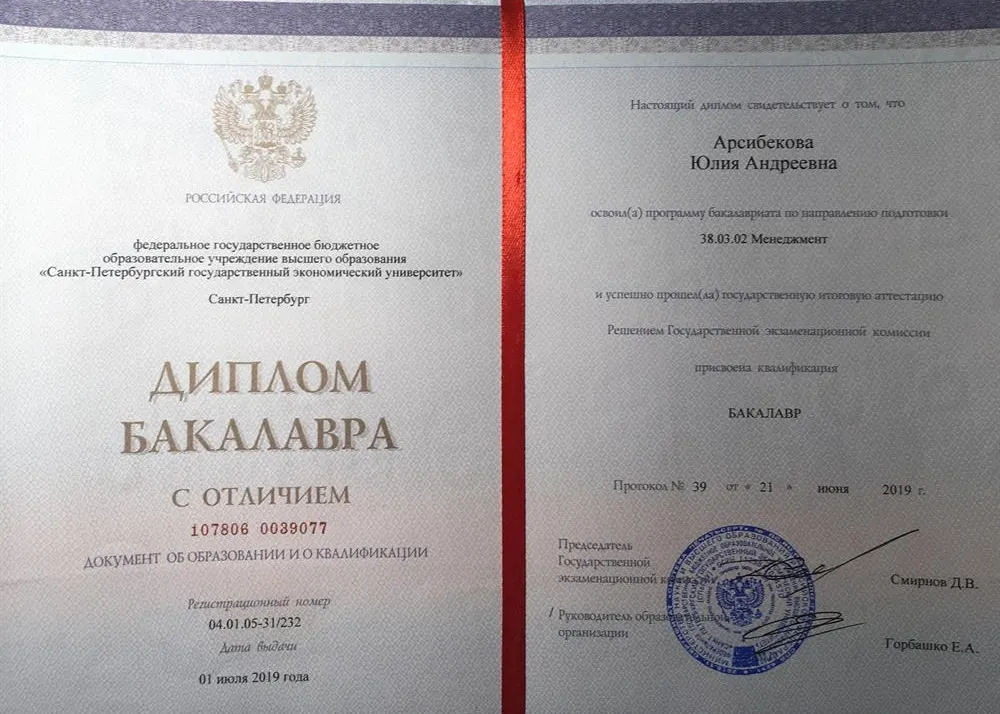 РОССИЙСКАЯ ФЕДЕРАЦИЯ
федеральное государственное бюджетное
образовательное учреждение высшего образования
«Санкт-Петербургский государственный экономический университет»
Санкт-Петербург
ДИПЛОМ
БАКАЛАВРА
С ОТЛИЧИЕМ
107806 0039077
ДОКУМЕНТ ОБ ОБРАЗОВАНИИ И О КВАЛИФИКАЦИИ
Регистрационный номер
04.01.05-31/232
Дата выдачи
01 июля 2019 года
Настоящий диплом свидетельствует о том, что
Арсибекова
Юлия Андреевна
освоил(а) программу бакалавриата по направлению подготовки
38.03.02 Менеджмент
и успешно прошел(ла) государственную итоговую аттестацию
Решением Государственной экзаменационной комиссии
присвоена квалификация
БАКАЛАВР
Протокол № 39 от « 21 » июня 2019 г.
Председатель
Государственной
экзаменационной комиссии
Смирнов Д.В.
/ Руководитель образовательной
организации
Горбашко Е.А.